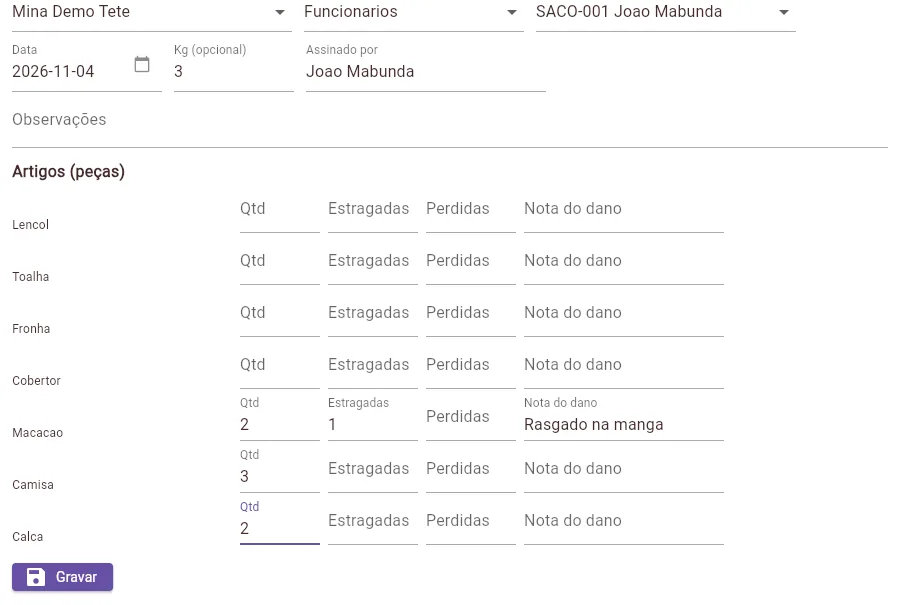 Mina Demo Tete Funcionarios SACO-001 Joao Mabunda
Data Kg (opcional) Assinado por
2026-11-04 3 Joao Mabunda
Observações
Artigos (peças)
Qtd Estragadas Perdidas Nota do dano
Lencol
Qtd Estragadas Perdidas Nota do dano
Toalha
Qtd Estragadas Perdidas Nota do dano
Fronha
Qtd Estragadas Perdidas Nota do dano
Cobertor
Qtd Estragadas Perdidas Nota do dano
2 1 Rasgado na manga
Macacao
Qtd Estragadas Perdidas Nota do dano
3
Camisa
Qtd Estragadas Perdidas Nota do dano
2
Calca
Gravar